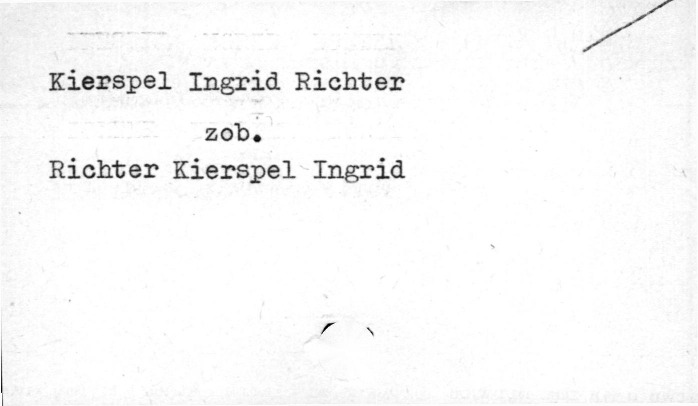 Kierspel Ingrid Richter
zob.
Richter Kierspel Ingrid